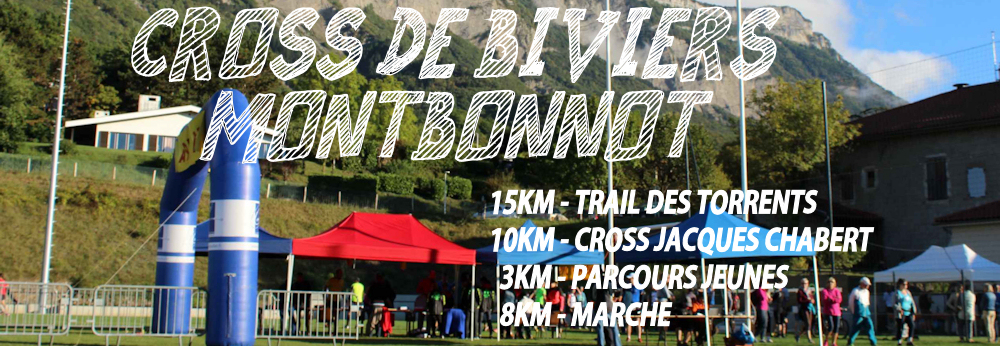 CROSS DE BIVIERS
MONTBONNOT
15KM - TRAIL DES TORRENTS
10KM - CROSS JACQUES CHABERT
3KM - PARCOURS JEUNES
8KM - MARCHE